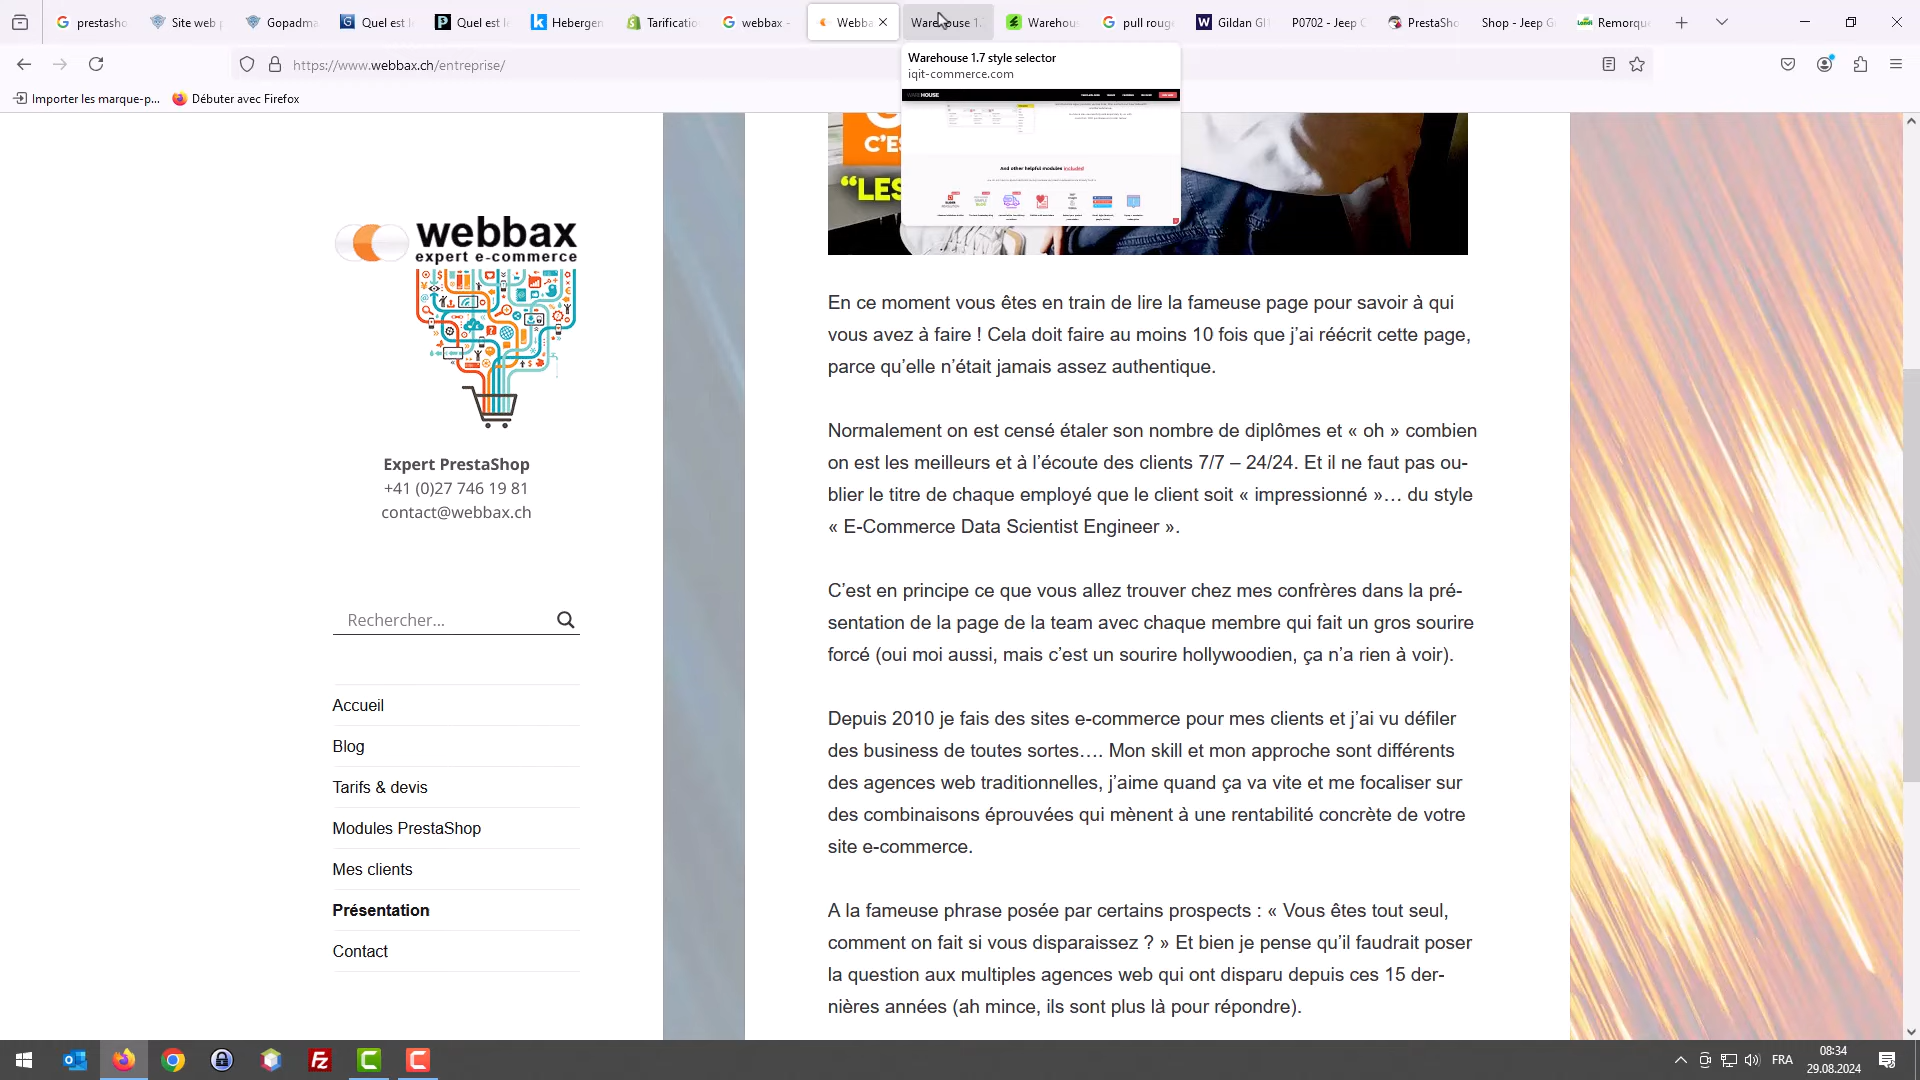 prestasho
Site web
Gopadm
Quel est l
Quel est le
Hebergen
Tarificatio
webbax -
Webba
Warehouse 1.7
Warehous
pull roug
Gildan G
P0702 - Jeep C
PrestaSho
Shop - Jeep G
Remorqu
https://www.webbax.ch/entreprise/
Importer les marque-p...
Débuter avec Firefox
Warehouse 1.7 style selector
iqit-commerce.com
WAREHOUSE
And other helpful modules included
C'ES
“LES
webbax
expert e-commerce
Expert PrestaShop
+41 (0)27 746 19 81
contact@webbax.ch
Rechercher...
Accueil
Blog
Tarifs & devis
Modules PrestaShop
Mes clients
Présentation
Contact
En ce moment vous êtes en train de lire la fameuse page pour savoir à qui
vous avez à faire ! Cela doit faire au moins 10 fois que j’ai réécrit cette page,
parce qu’elle n’était jamais assez authentique.
Normalement on est censé étaler son nombre de diplômes et « oh » combien
on est les meilleurs et à l’écoute des clients 7/7 – 24/24. Et il ne faut pas ou-
blier le titre de chaque employé que le client soit « impressionné »… du style
« E-Commerce Data Scientist Engineer ».
C’est en principe ce que vous allez trouver chez mes confrères dans la pré-
sentation de la page de la team avec chaque membre qui fait un gros sourire
forcé (oui moi aussi, mais c’est un sourire hollywoodien, ça n’a rien à voir).
Depuis 2010 je fais des sites e-commerce pour mes clients et j’ai vu défiler
des business de toutes sortes…. Mon skill et mon approche sont différents
des agences web traditionnelles, j’aime quand ça va vite et me focaliser sur
des combinaisons éprouvées qui mènent à une rentabilité concrète de votre
site e-commerce.
A la fameuse phrase posée par certains prospects : « Vous êtes tout seul,
comment on fait si vous disparaissez ? » Et bien je pense qu’il faudrait poser
la question aux multiples agences web qui ont disparu depuis ces 15 der-
nières années (ah mince, ils sont plus là pour répondre).
FRA
08:34
29.08.2024